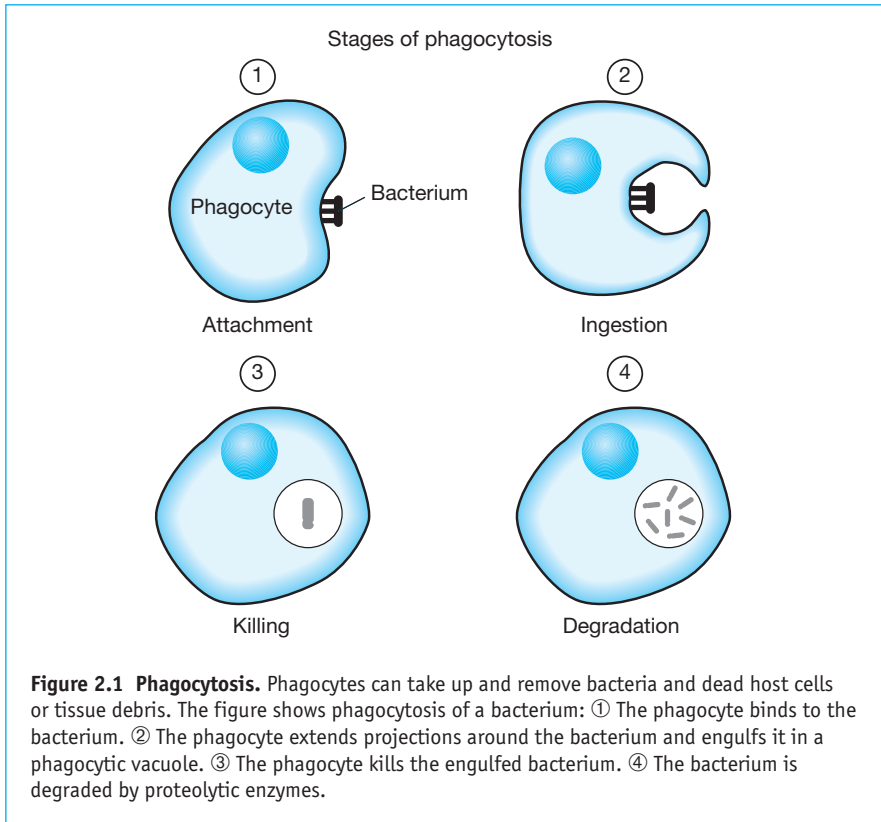 Stages of phagocytosis
1
2
Phagocyte
Bacterium
Attachment
Ingestion
3
4
Killing
Degradation
Figure 2.1 Phagocytosis. Phagocytes can take up and remove bacteria and dead host cells
or tissue debris. The figure shows phagocytosis of a bacterium: ① The phagocyte binds to the
bacterium. ② The phagocyte extends projections around the bacterium and engulfs it in a
phagocytic vacuole. ③ The phagocyte kills the engulfed bacterium. ④ The bacterium is
degraded by proteolytic enzymes.